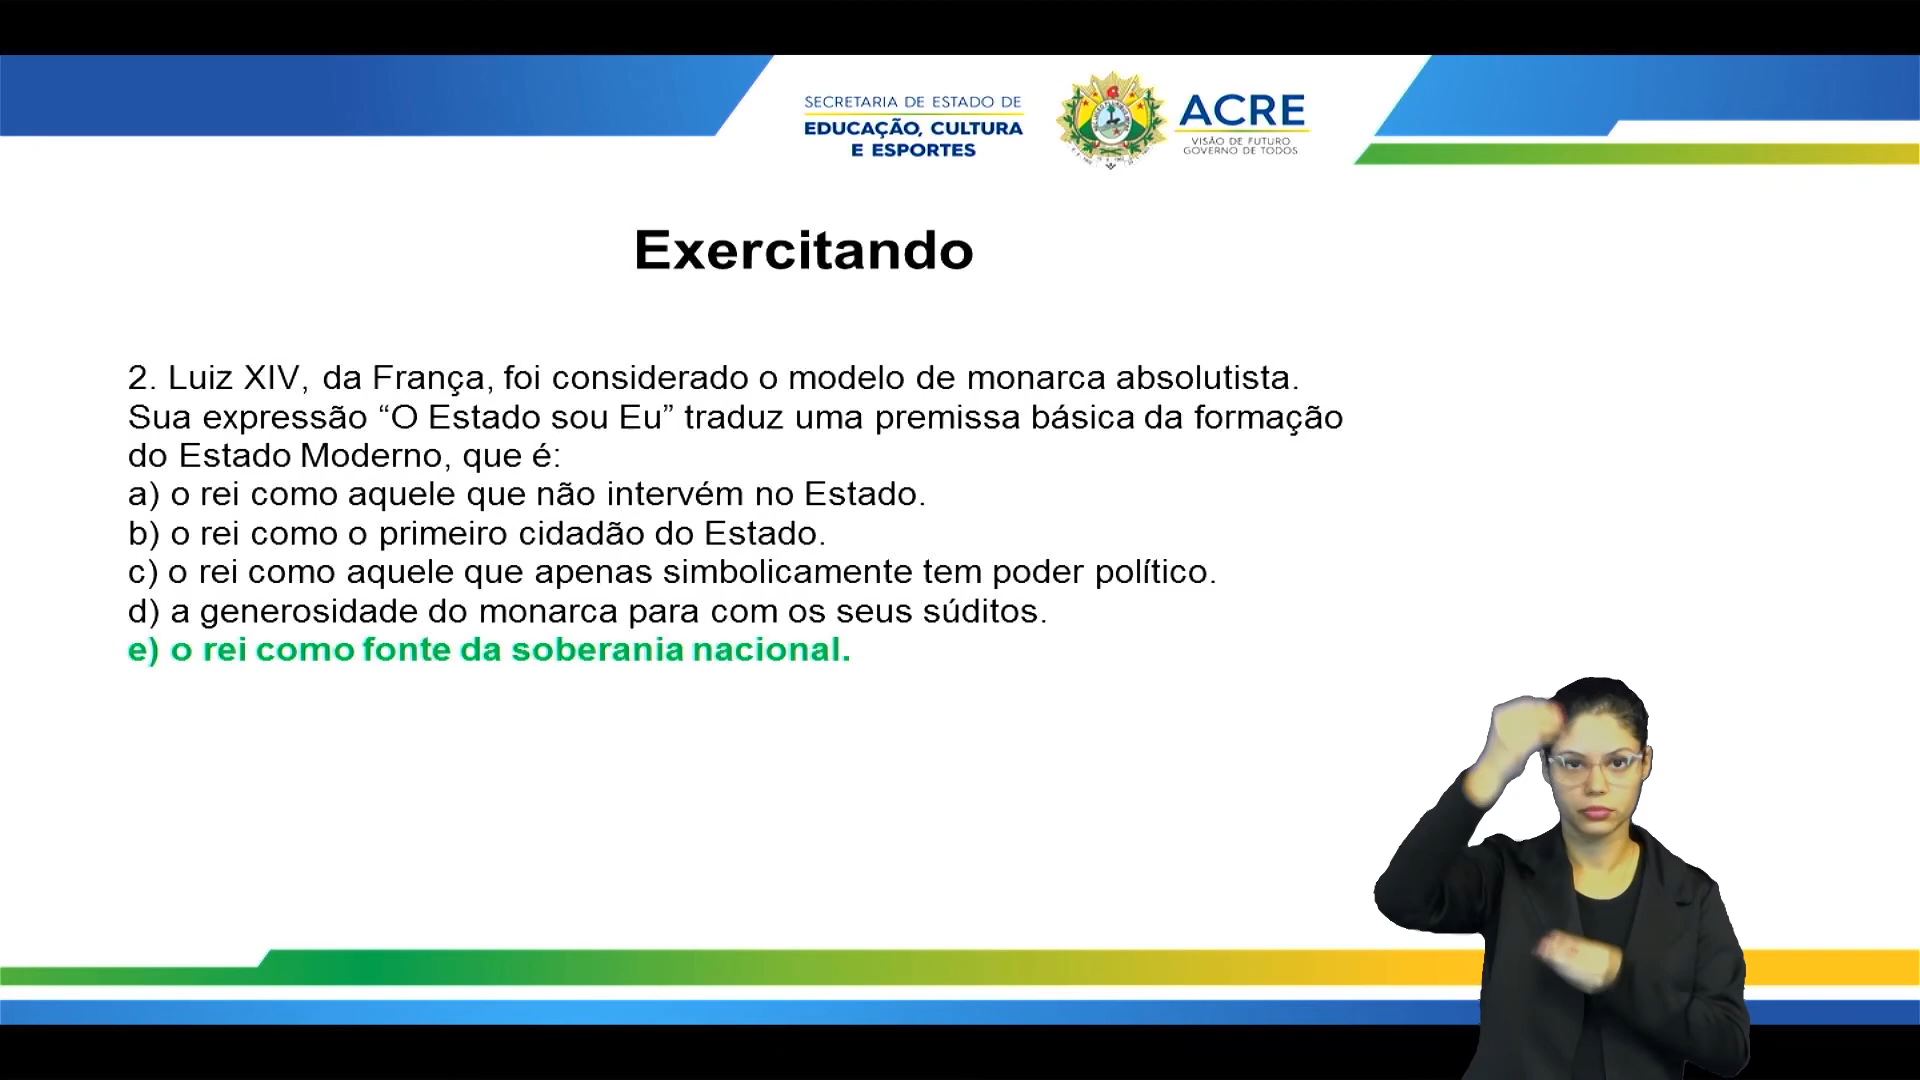 SECRETARIA DE ESTADO DE
EDUCAÇÃO, CULTURA
E ESPORTES
ACRE
VISÃO DE FUTURO
GOVERNO DE TODOS
Exercitando
2. Luiz XIV, da França, foi considerado o modelo de monarca absolutista.
Sua expressão “O Estado sou Eu” traduz uma premissa básica da formação
do Estado Moderno, que é:
a) o rei como aquele que não intervém no Estado.
b) o rei como o primeiro cidadão do Estado.
c) o rei como aquele que apenas simbolicamente tem poder político.
d) a generosidade do monarca para com os seus súditos.
e) o rei como fonte da soberania nacional.